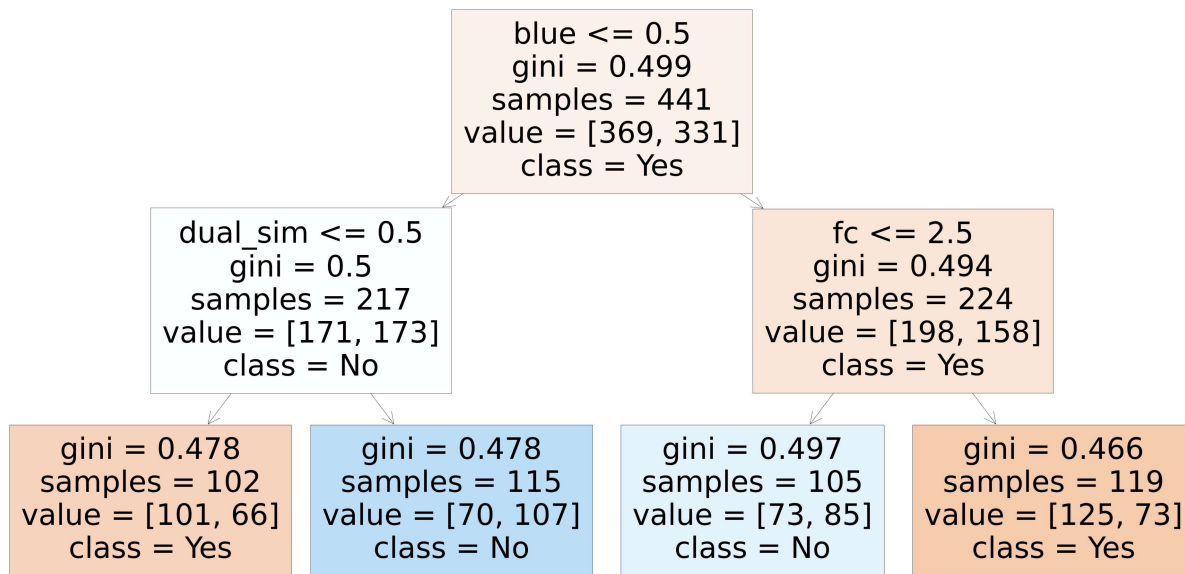 blue <= 0.5
gini = 0.499
samples = 441
value = [369, 331]
class = Yes
dual_sim <= 0.5
gini = 0.5
samples = 217
value = [171, 173]
class = No
fc <= 2.5
gini = 0.494
samples = 224
value = [198, 158]
class = Yes
gini = 0.478
samples = 102
value = [101, 66]
class = Yes
gini = 0.478
samples = 115
value = [70, 107]
class = No
gini = 0.497
samples = 105
value = [73, 85]
class = No
gini = 0.466
samples = 119
value = [125, 73]
class = Yes